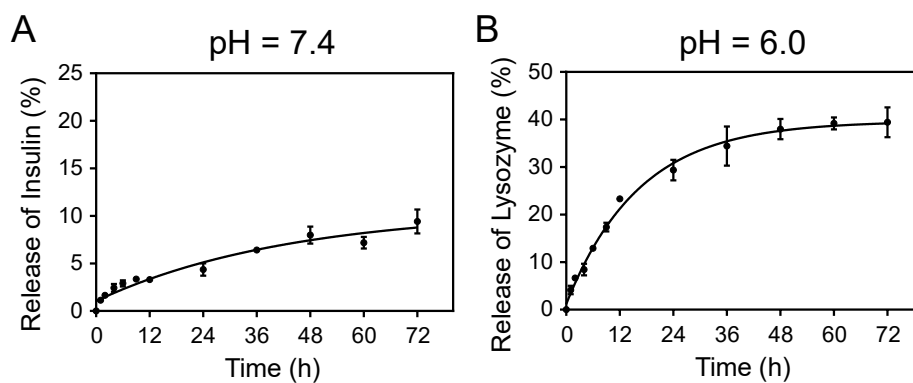 A
pH = 7.4
Release of Insulin (%)
25
20
15
10
5
0
0 12 24 36 48 60 72
Time (h)
B
pH = 6.0
Release of Lysozyme (%)
50
40
30
20
10
0
0 12 24 36 48 60 72
Time (h)